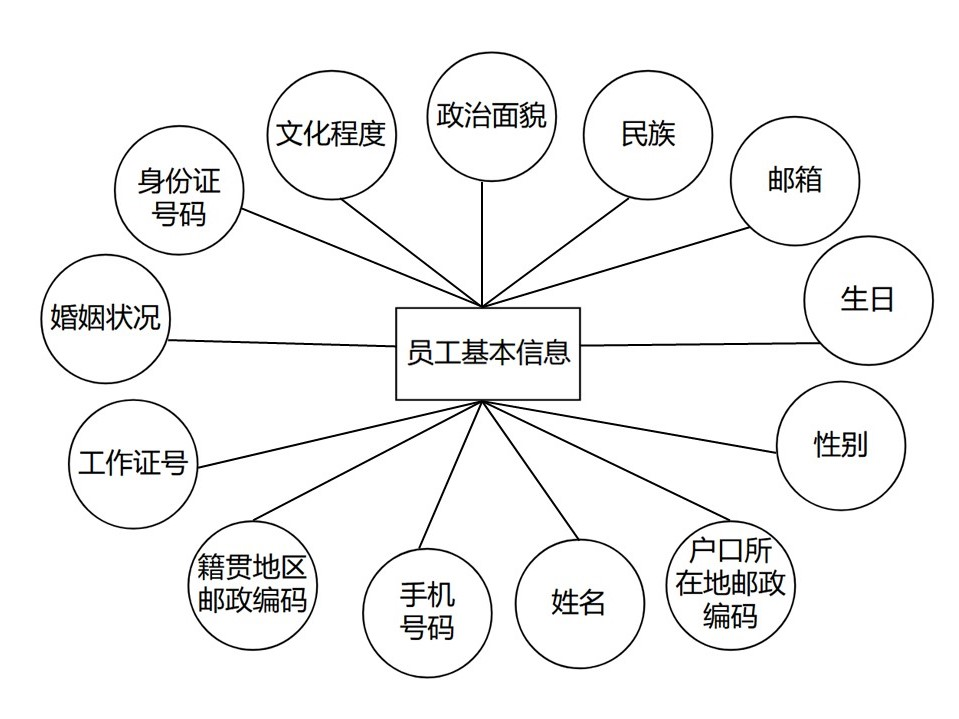 政治面貌
文化程度
民族
身份证
号码
邮箱
婚姻状况
生日
员工基本信息
工作证号
性别
籍贯地区
邮政编码
手机
号码
姓名
户口所
在地邮政
编码